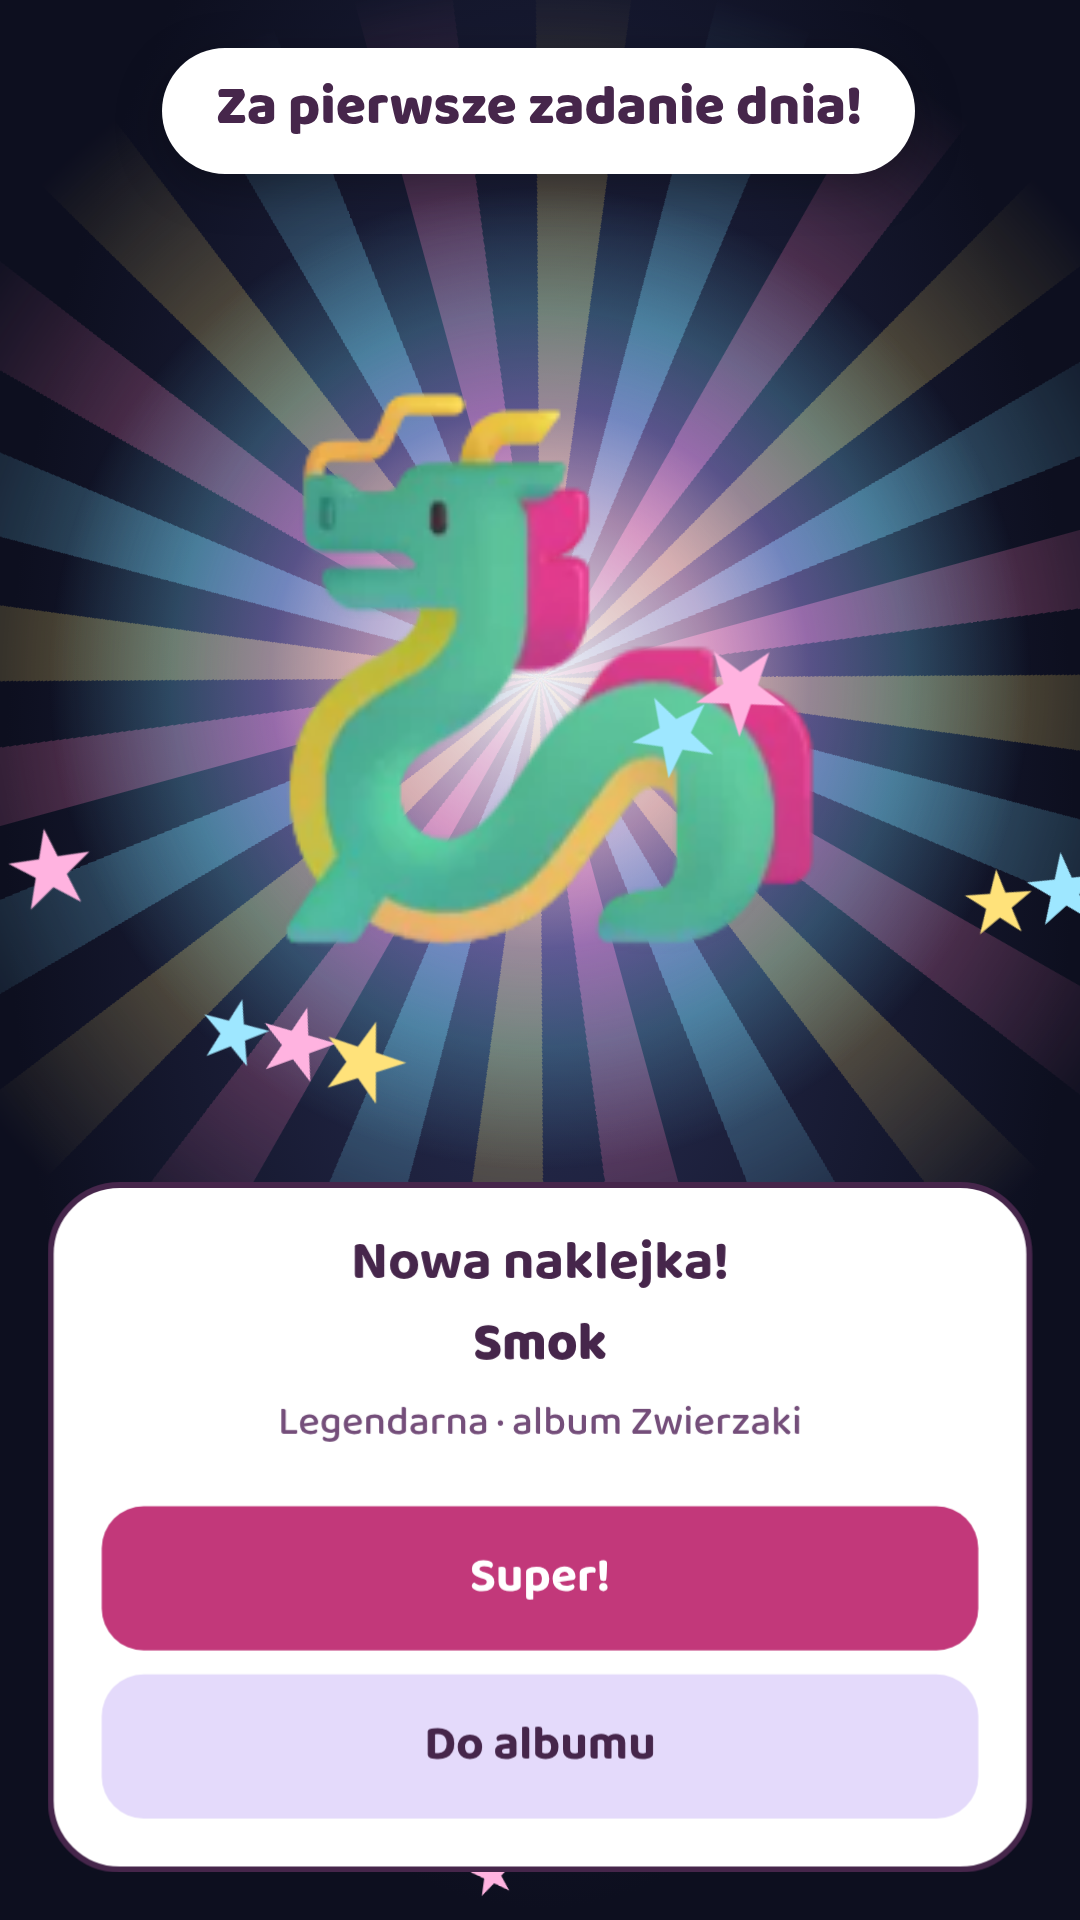 Za pierwsze zadanie dnia!
Nowa naklejka!
Smok
Legendarna · album Zwierzaki
Super!
Do albumu